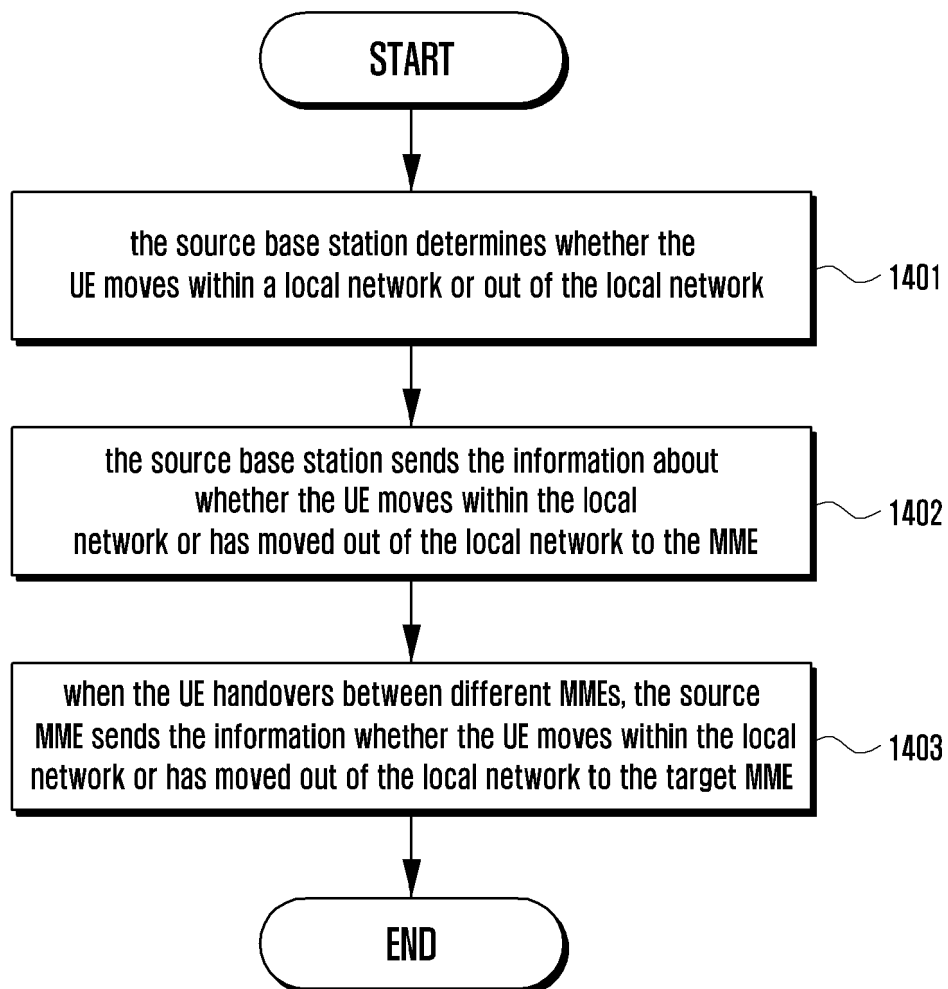 START
the source base station determines whether the
UE moves within a local network or out of the local network
1401
the source base station sends the information about
whether the UE moves within the local
network or has moved out of the local network to the MME
1402
when the UE handovers between different MMEs, the source
MME sends the information whether the UE moves within the local
network or has moved out of the local network to the target MME
1403
END